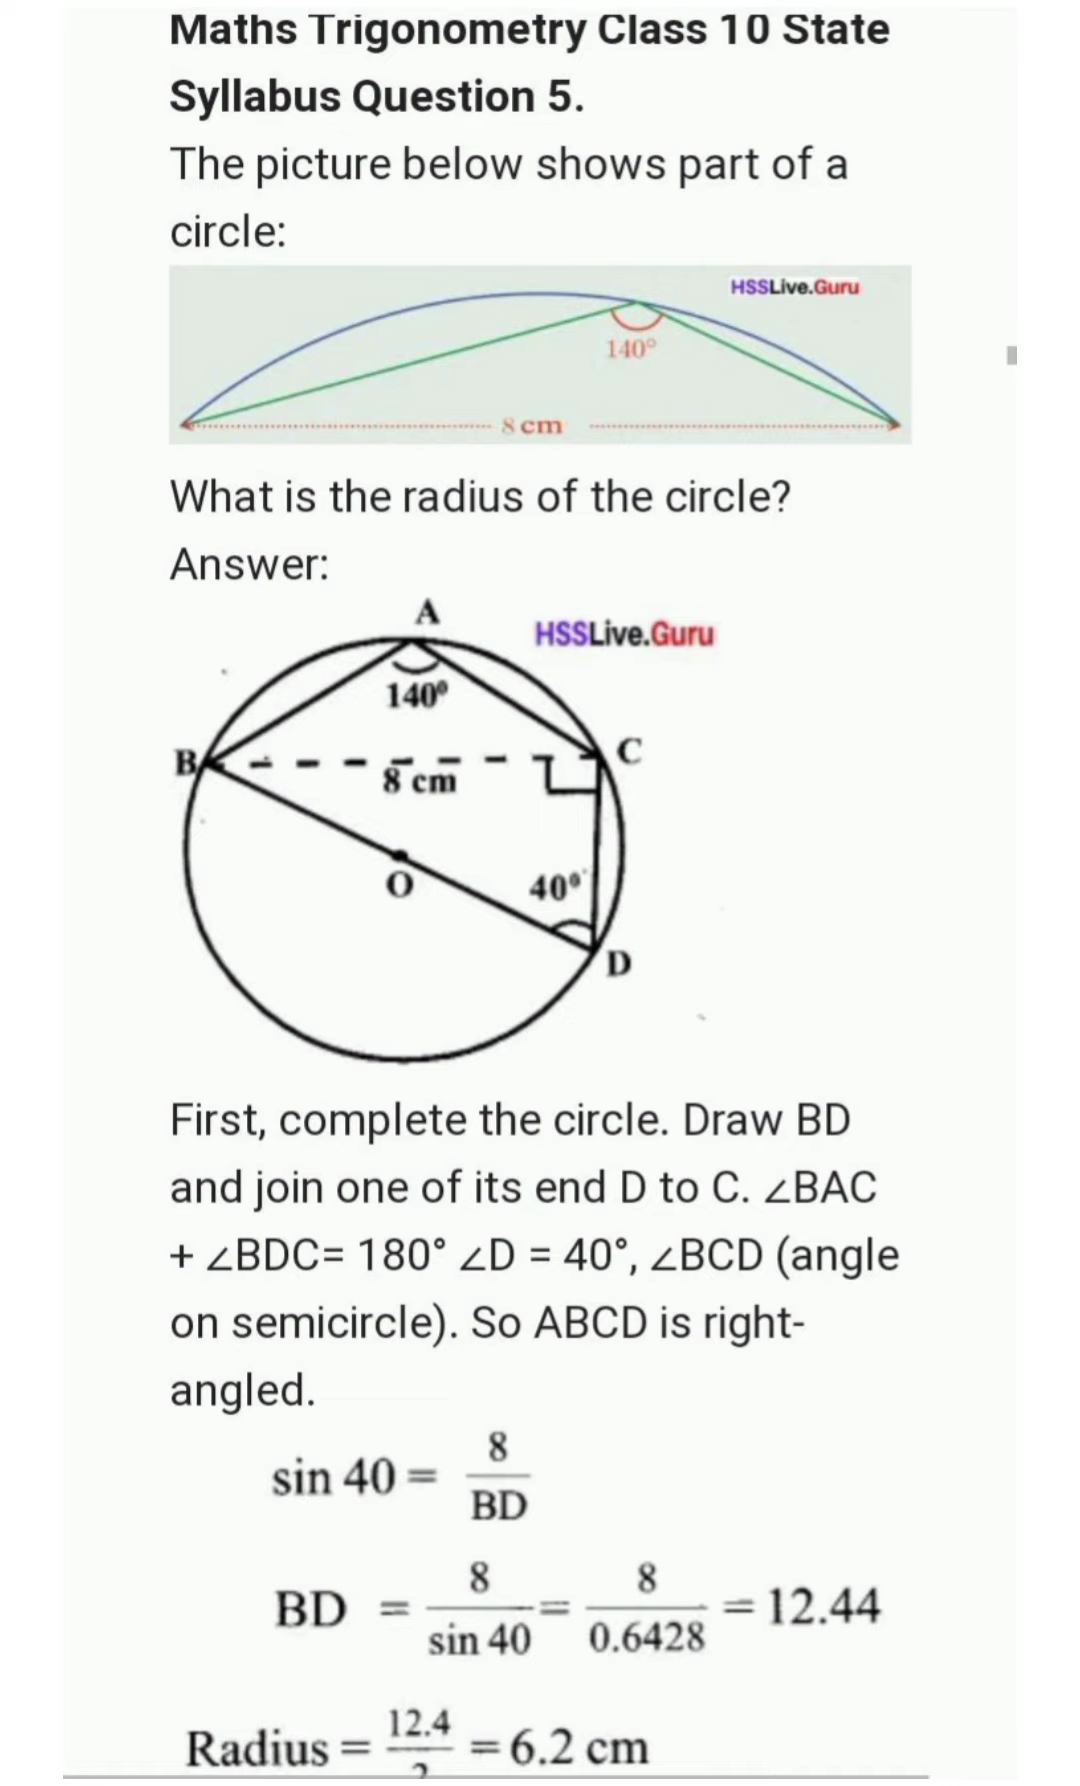 Maths Trigonometry Class 10 State
Syllabus Question 5.
The picture below shows part of a
circle:
HSSLive.Guru
140°
8 cm
What is the radius of the circle?
Answer:
A
HSSLive.Guru
140°
B
C
8 cm
O
40°
D
First, complete the circle. Draw BD
and join one of its end D to C. ∠BAC
+ ∠BDC= 180° ∠D = 40°, ∠BCD (angle
on semicircle). So ABCD is right-
angled.
sin 40 = 8/BD
BD = 8/sin 40 = 8/0.6428 = 12.44
Radius = 12.4/2 = 6.2 cm